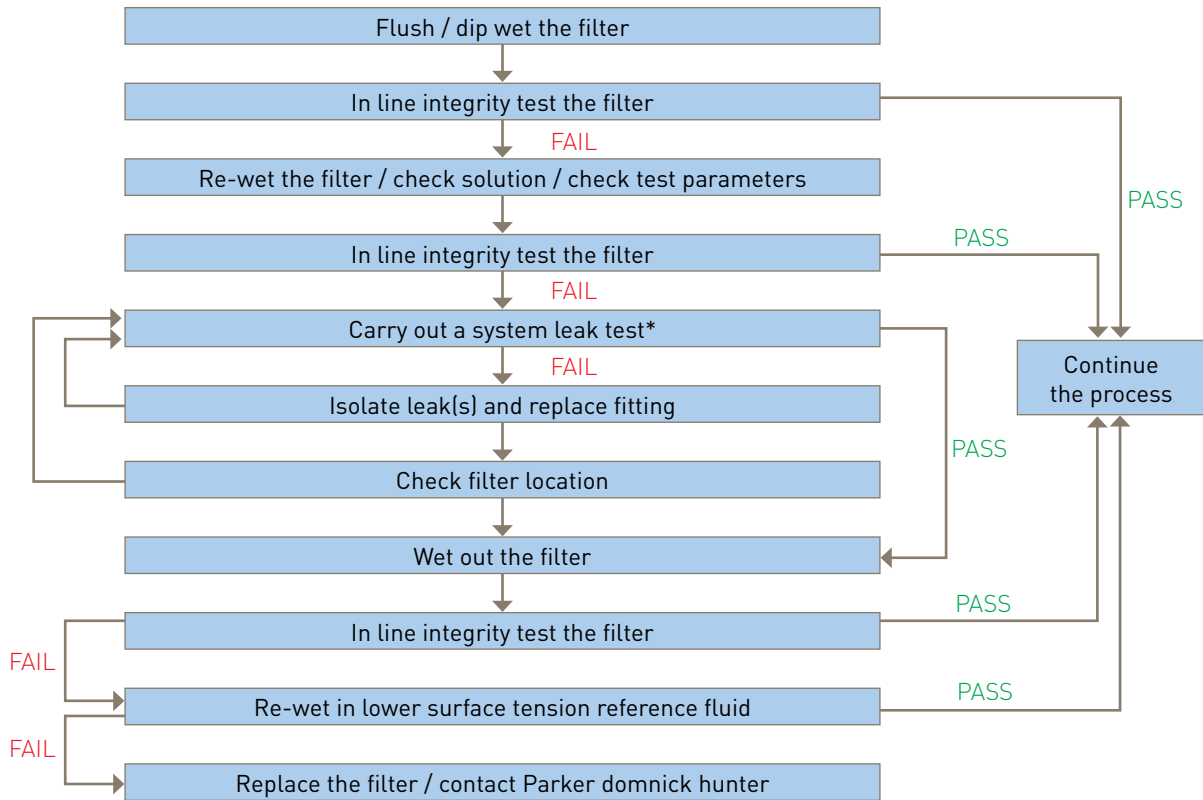 Flush / dip wet the filter
In line integrity test the filter
FAIL
Re-wet the filter / check solution / check test parameters
PASS
In line integrity test the filter
PASS
FAIL
Carry out a system leak test*
FAIL
Continue
the process
Isolate leak(s) and replace fitting
PASS
Check filter location
Wet out the filter
In line integrity test the filter
PASS
FAIL
Re-wet in lower surface tension reference fluid
PASS
FAIL
Replace the filter / contact Parker domnick hunter